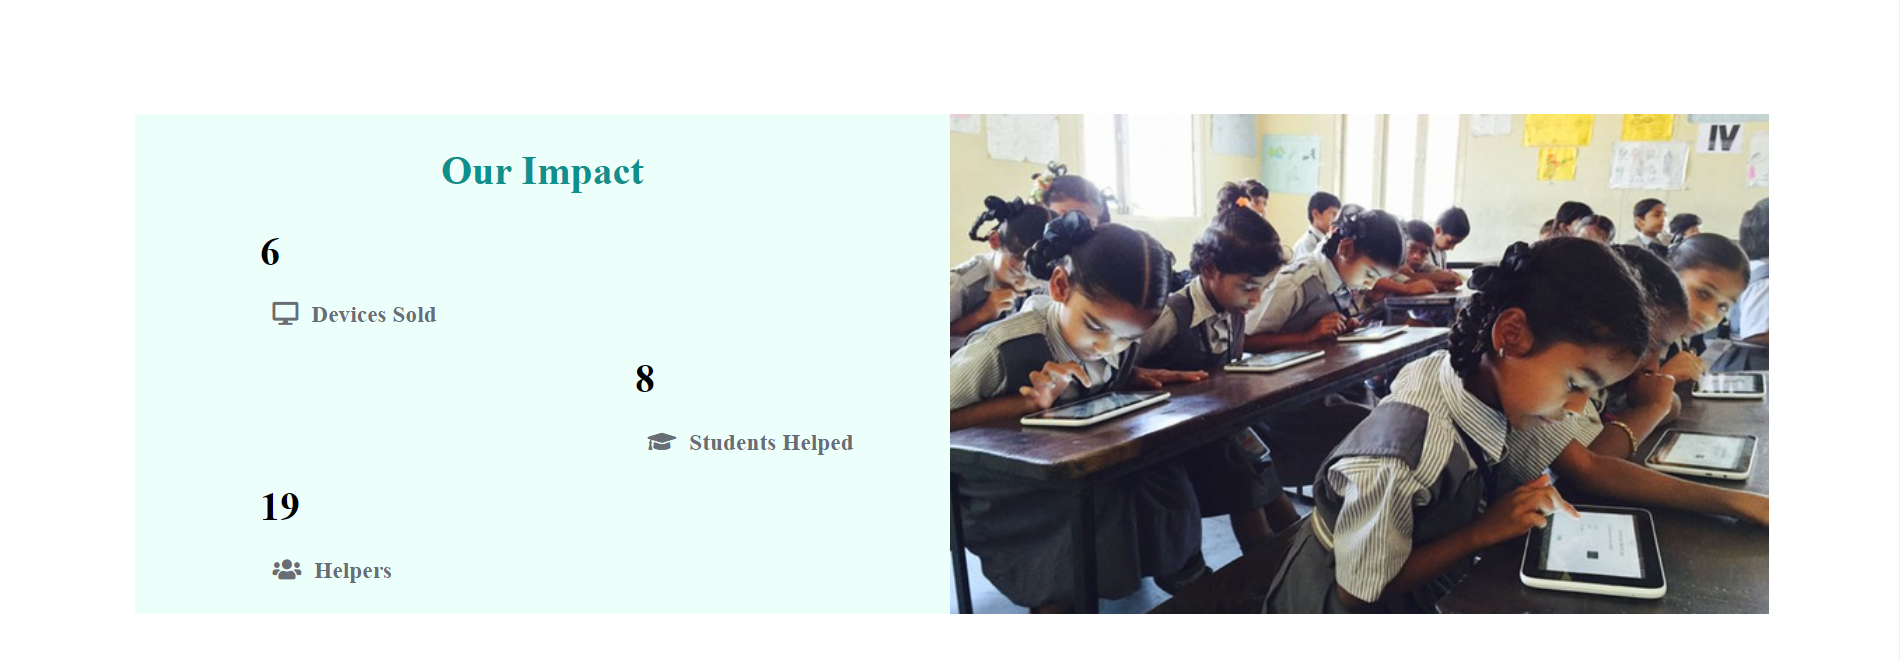 Our Impact
6
Devices Sold
8
Students Helped
19
Helpers
IV